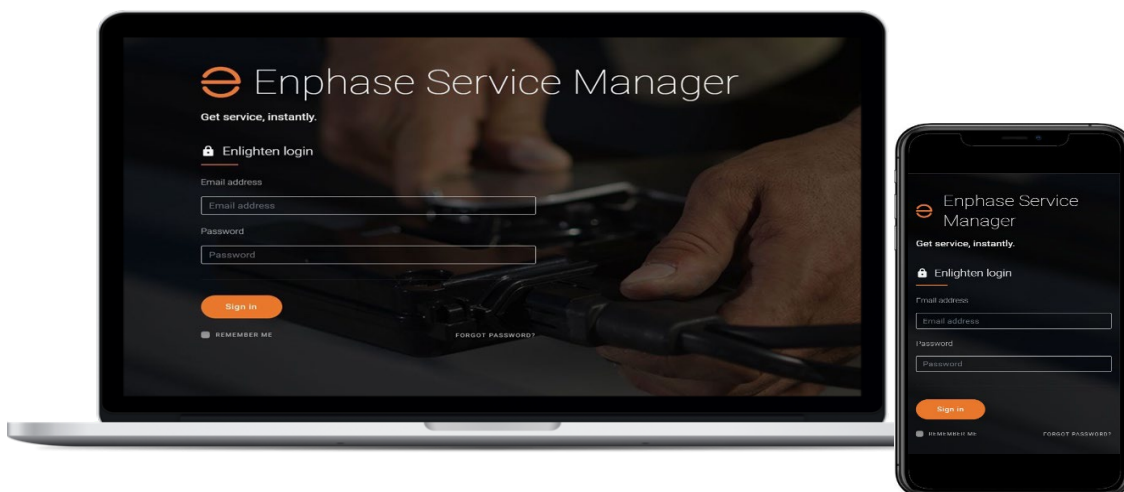 Enphase Service Manager
Get service, instantly.
Enlighten login
Email address
Email address
Password
Password
Sign in
REMEMBER ME
FORGOT PASSWORD?
Enphase Service
Manager
Get service, instantly.
Enlighten login
Email address
Email address
Password
Password
Sign in
REMEMBER ME
FORGOT PASSWORD?